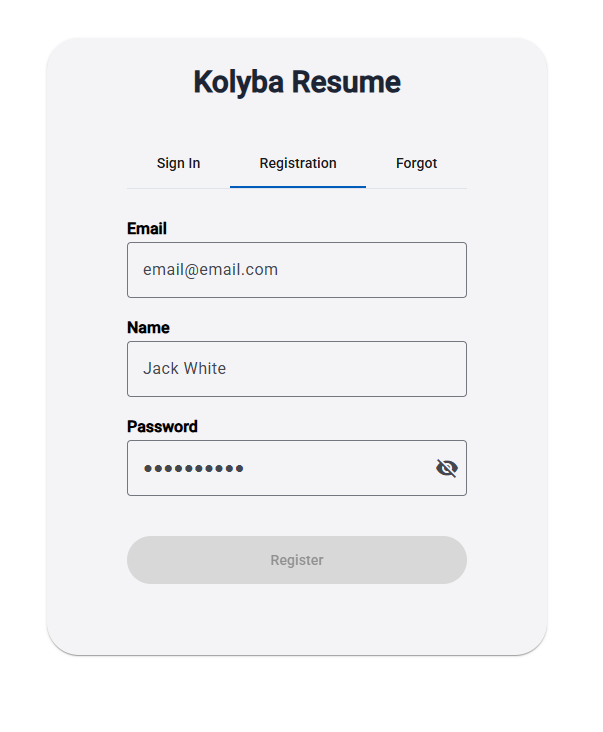 Kolyba Resume
Sign In Registration Forgot
Email
email@email.com
Name
Jack White
Password
••••••••••
Register